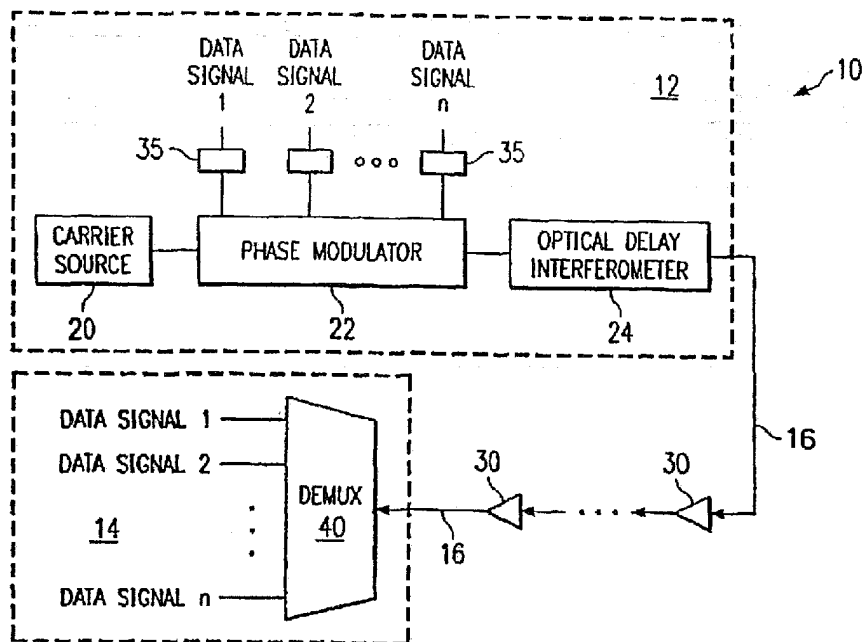 DATA SIGNAL 1
DATA SIGNAL 2
DATA SIGNAL n
12
10
35
35
CARRIER SOURCE
PHASE MODULATOR
OPTICAL DELAY INTERFEROMETER
20
22
24
DATA SIGNAL 1
DATA SIGNAL 2
DATA SIGNAL n
14
DEMUX
40
16
30
30
16